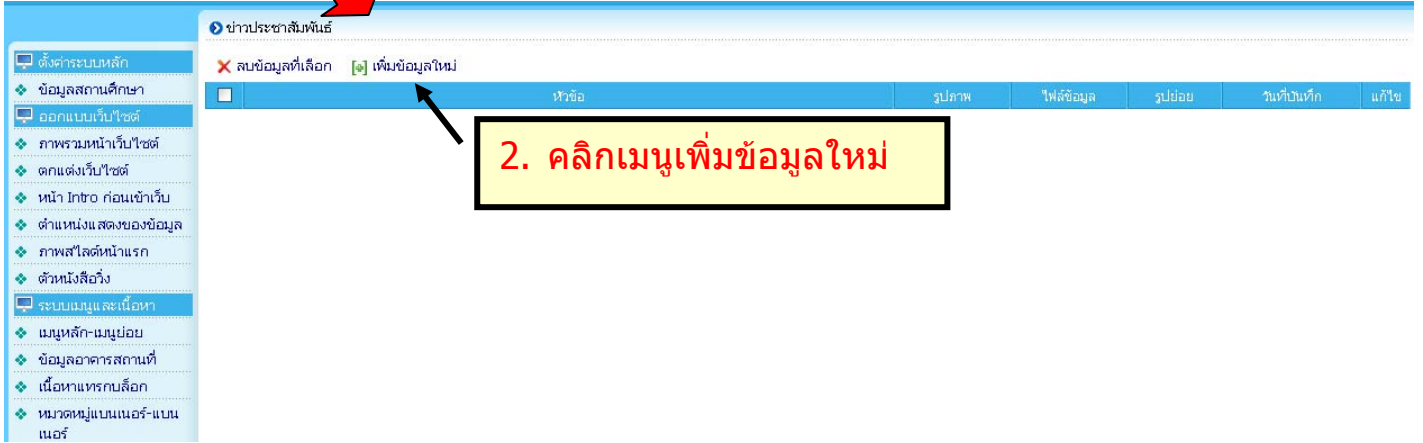 ข่าวประชาสัมพันธ์
ลบข้อมูลที่เลือก [+] เพิ่มข้อมูลใหม่
หัวข้อ รูปภาพ ไฟล์ข้อมูล รูปย่อย วันที่บันทึก แก้ไข
2. คลิกเมนูเพิ่มข้อมูลใหม่
ตั้งค่าระบบหลัก
ข้อมูลสถานศึกษา
ออกแบบเว็บไซต์
ภาพรวมหน้าเว็บไซต์
ตกแต่งเว็บไซต์
หน้า Intro ก่อนเข้าเว็บ
ตำแหน่งแสดงของข้อมูล
ภาพสไลด์หน้าแรก
ตัวหนังสือวิ่ง
ระบบเมนูและเนื้อหา
เมนูหลัก-เมนูย่อย
ข้อมูลอาคารสถานที่
เนื้อหาแทรกบล็อก
หมวดหมู่แบนเนอร์-แบน
เนอร์